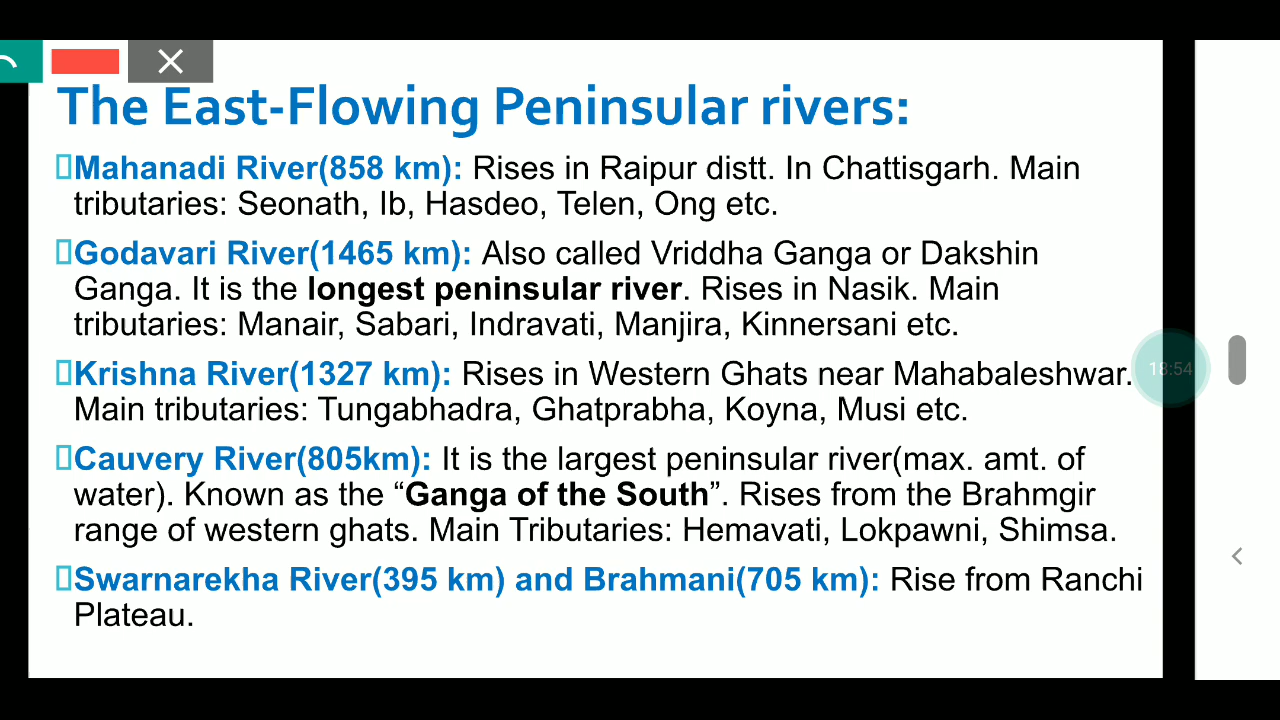 The East-Flowing Peninsular rivers:
Mahanadi River(858 km): Rises in Raipur distt. In Chattisgarh. Main
tributaries: Seonath, Ib, Hasdeo, Telen, Ong etc.
Godavari River(1465 km): Also called Vriddha Ganga or Dakshin
Ganga. It is the longest peninsular river. Rises in Nasik. Main
tributaries: Manair, Sabari, Indravati, Manjira, Kinnersani etc.
Krishna River(1327 km): Rises in Western Ghats near Mahabaleshwar.
Main tributaries: Tungabhadra, Ghatprabha, Koyna, Musi etc.
Cauvery River(805km): It is the largest peninsular river(max. amt. of
water). Known as the “Ganga of the South”. Rises from the Brahmgir
range of western ghats. Main Tributaries: Hemavati, Lokpawni, Shimsa.
Swarnarekha River(395 km) and Brahmani(705 km): Rise from Ranchi
Plateau.
18:54